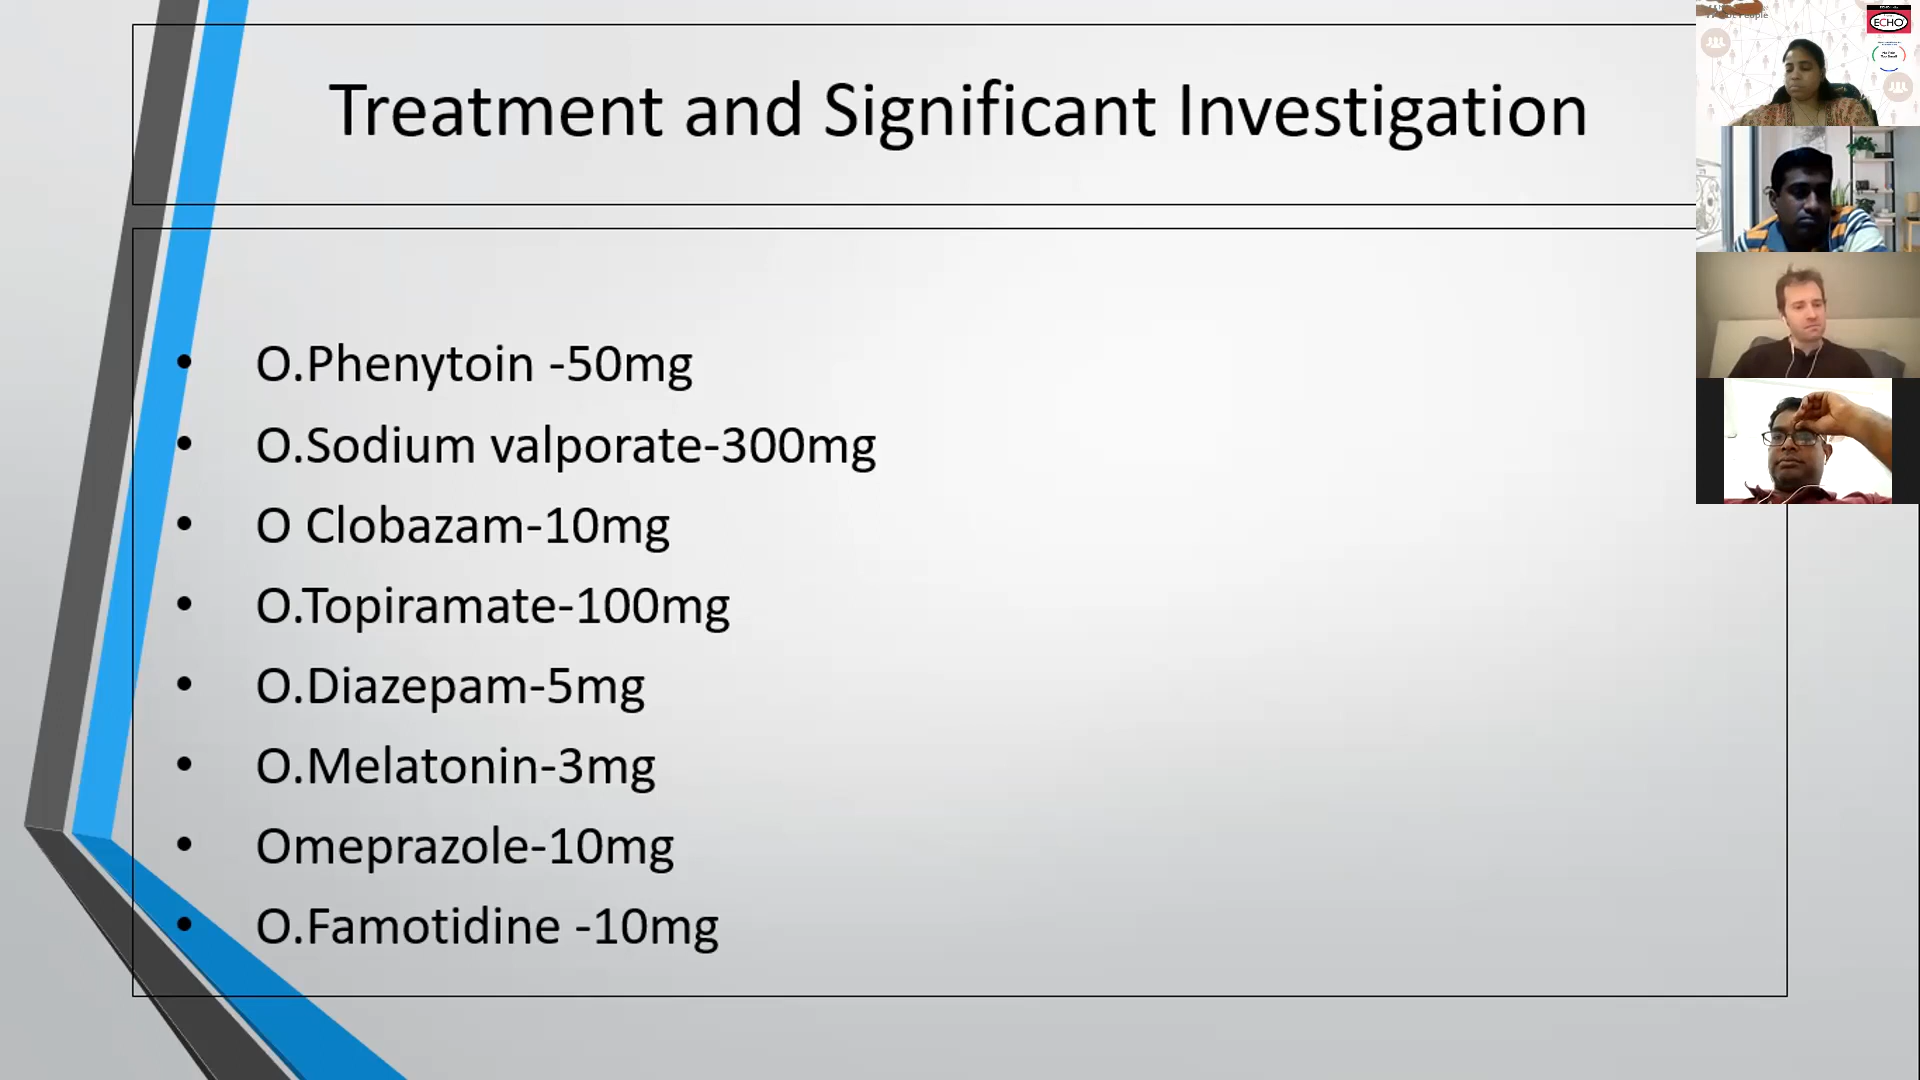 Treatment and Significant Investigation
• O.Phenytoin -50mg
• O.Sodium valporate-300mg
• O Clobazam-10mg
• O.Topiramate-100mg
• O.Diazepam-5mg
• O.Melatonin-3mg
• Omeprazole-10mg
• O.Famotidine -10mg
People
ECHO